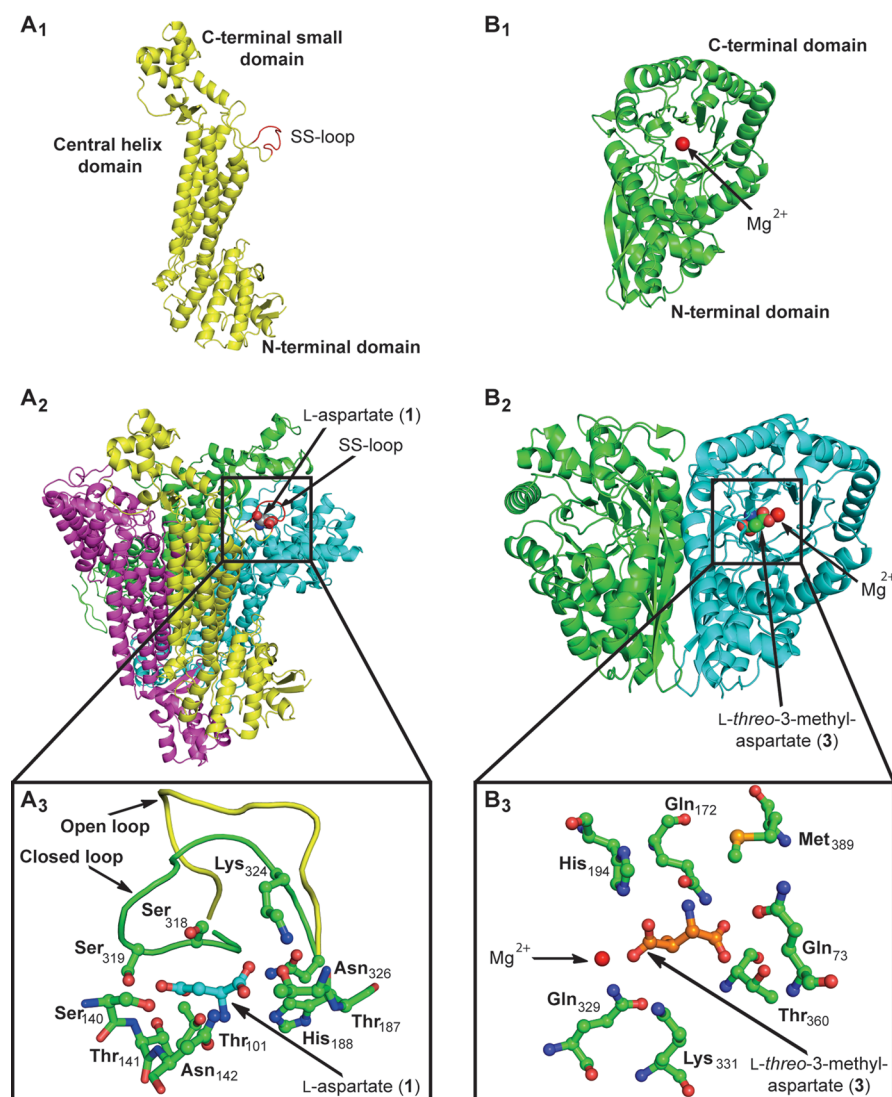 A1
C-terminal small
domain
Central helix
domain
SS-loop
N-terminal domain
B1
C-terminal domain
Mg2+
N-terminal domain
A2
L-aspartate (1)
SS-loop
B2
Mg2+
L-threo-3-methyl-
aspartate (3)
A3
Open loop
Closed loop
Lys324
Ser318
Ser319
Asn326
Ser140
Thr187
Thr101
His188
Thr141
Asn142
L-aspartate (1)
B3
Gln172
Met389
His194
Mg2+
Gln73
Gln329
Thr360
Lys331
L-threo-3-methyl-
aspartate (3)